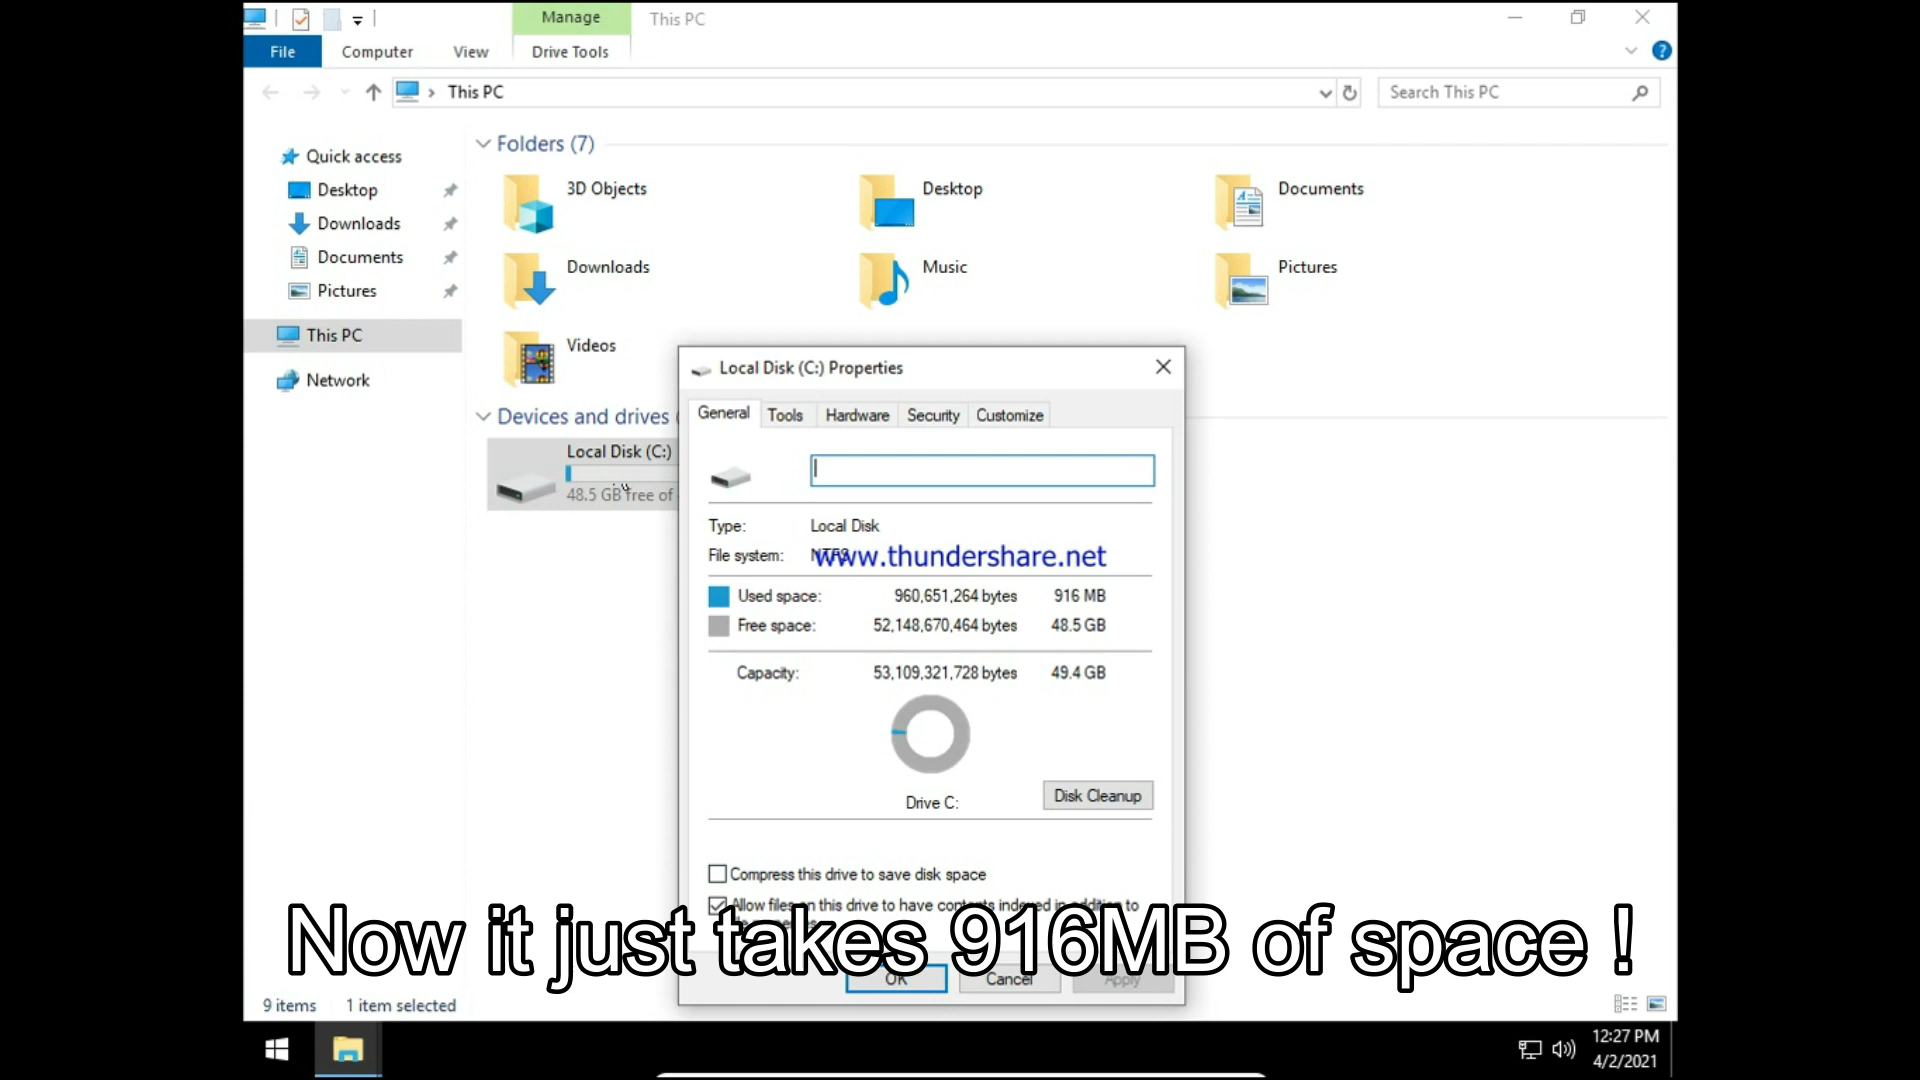 Manage
This PC
File
Computer
View
Drive Tools
This PC
Search This PC
Quick access
Desktop
Downloads
Documents
Pictures
This PC
Network
Folders (7)
3D Objects
Desktop
Documents
Downloads
Music
Pictures
Videos
Devices and drives (
Local Disk (C:)
48.5 GB free of
Local Disk (C:) Properties
General
Tools
Hardware
Security
Customize
Type: Local Disk
File system: NTFS
www.thundershare.net
Used space: 960,651,264 bytes 916 MB
Free space: 52,148,670,464 bytes 48.5 GB
Capacity: 53,109,321,728 bytes 49.4 GB
Drive C:
Disk Cleanup
Compress this drive to save disk space
Allow files on this drive to have contents indexed in addition to
Now it just takes 916MB of space !
OK
Cancel
Apply
9 items
1 item selected
12:27 PM
4/2/2021